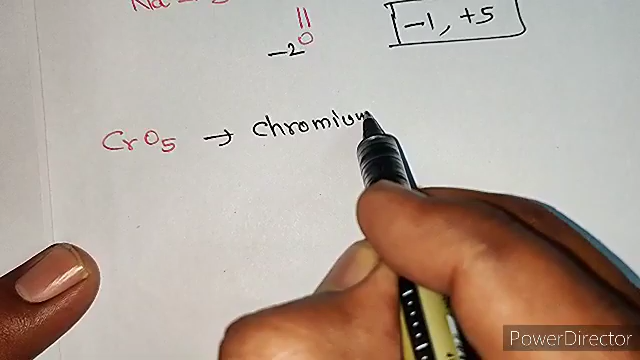 O
-2
-1, +5
CrO5 → Chromium
PowerDirector